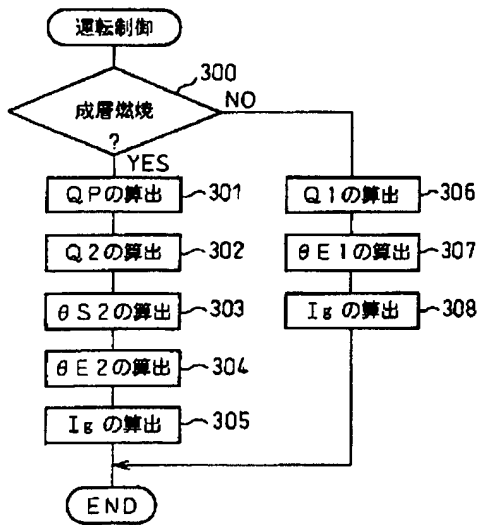 運転制御
300
成層燃焼
?
NO
YES
QPの算出
301
Q2の算出
302
θS2の算出
303
θE2の算出
304
Igの算出
305
Q1の算出
306
θE1の算出
307
Igの算出
308
END